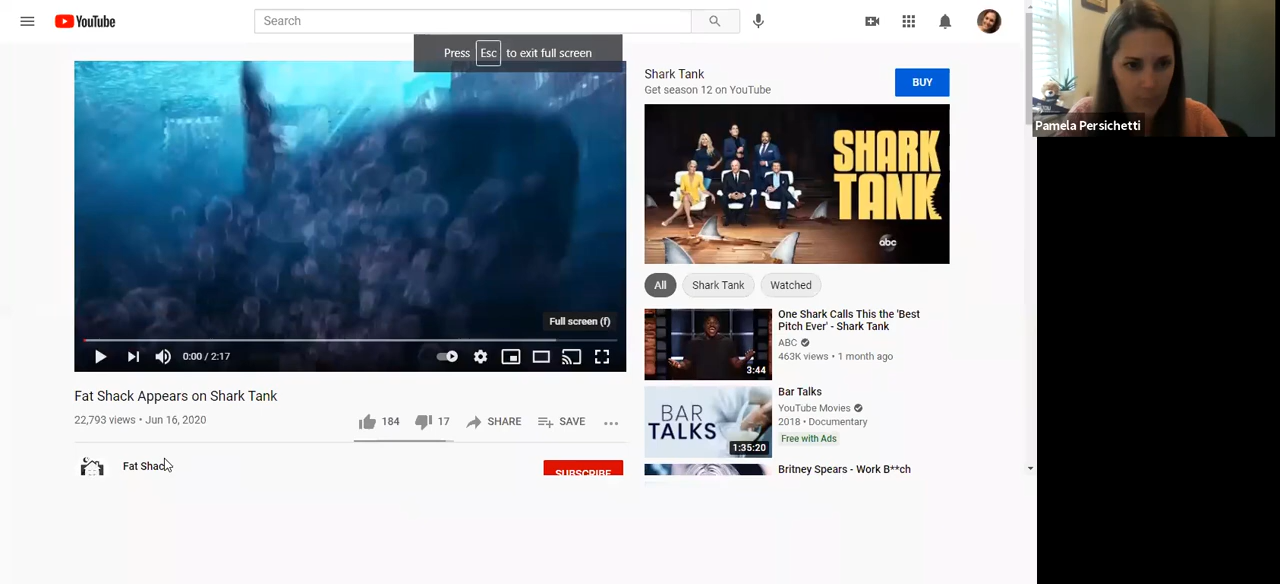 YouTube
Search
Press Esc to exit full screen
Full screen (f)
0:00 / 2:17
Fat Shack Appears on Shark Tank
22,793 views • Jun 16, 2020
184
17
SHARE
SAVE
Fat Shac
SUBSCRIBE
Shark Tank
Get season 12 on YouTube
BUY
SHARK
TANK
abc
All
Shark Tank
Watched
3:44
One Shark Calls This the 'Best
Pitch Ever' - Shark Tank
ABC
463K views • 1 month ago
BAR
TALKS
1:35:20
Bar Talks
YouTube Movies
2018 • Documentary
Free with Ads
Britney Spears - Work B**ch
Pamela Persichetti